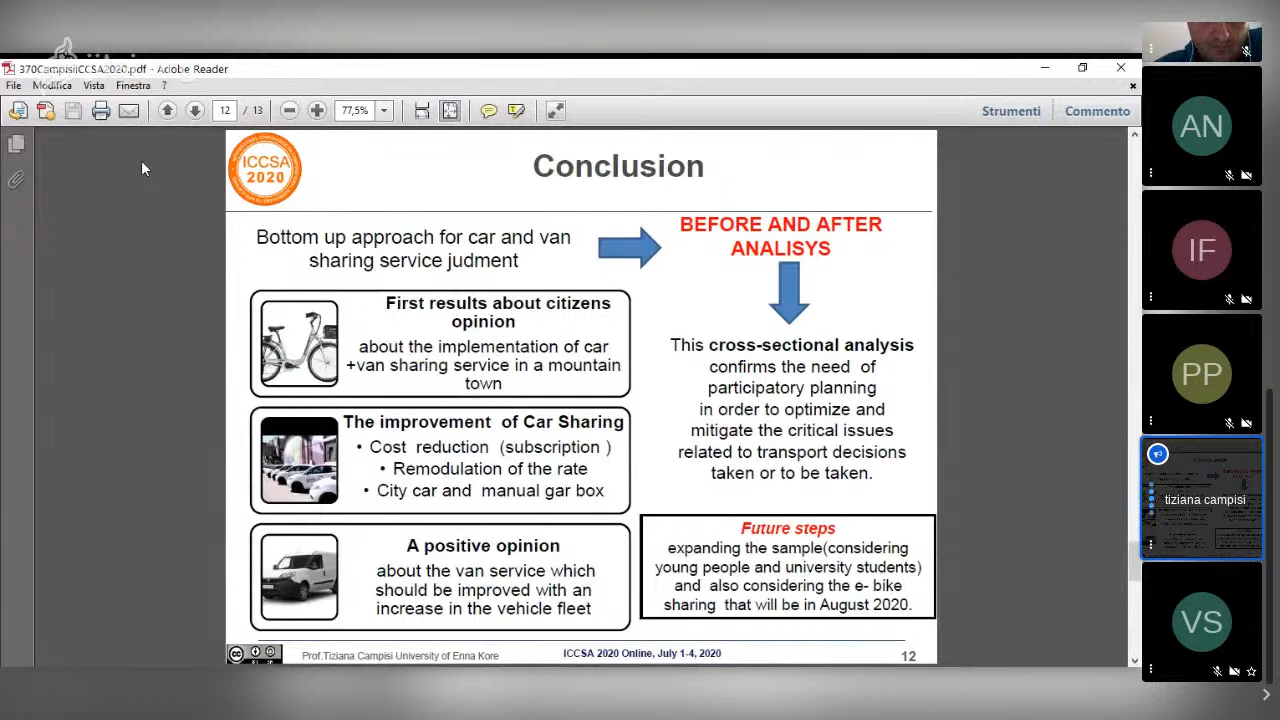 370CampisiICCSA2020.pdf - Adobe Reader
File Modifica Vista Finestra ?
12 / 13 77,5% Strumenti Commento
ICCSA
2020
Conclusion
Bottom up approach for car and van
sharing service judment
BEFORE AND AFTER
ANALISYS
First results about citizens
opinion
about the implementation of car
+van sharing service in a mountain
town
The improvement of Car Sharing
• Cost reduction (subscription )
• Remodulation of the rate
• City car and manual gar box
A positive opinion
about the van service which
should be improved with an
increase in the vehicle fleet
This cross-sectional analysis
confirms the need of
participatory planning
in order to optimize and
mitigate the critical issues
related to transport decisions
taken or to be taken.
Future steps
expanding the sample(considering
young people and university students)
and also considering the e- bike
sharing that will be in August 2020.
Prof.Tiziana Campisi University of Enna Kore
ICCSA 2020 Online, July 1-4, 2020
12
AN
IF
PP
tiziana campisi
VS